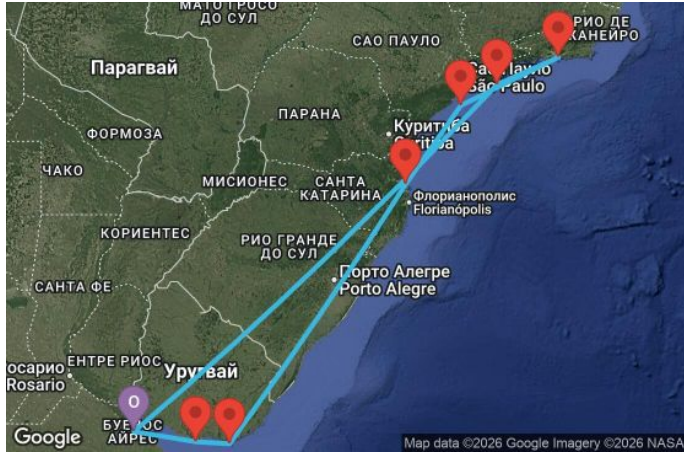 МАТО ГРОСО
ДО СУЛ
РИО ДЕ
ЖАНЕЙРО
САО ПАУЛО
Парагвай
São Paulo
ПАРАНА
ФОРМОЗА
Куритиба
Curitiba
ЧАКО
МИСИОНЕС
САНТА
КАТАРИНА
Флорианополис
Florianópolis
КОРИЕНТЕС
РИО ГРАНДЕ
ДО СУЛ
Порто Алегре
Porto Alegre
САНТА ФЕ
ЕНТРЕ РИОС
Уругвай
Rosario
O
БУЕНОС
АЙРЕС
Google
Map data ©2026 Google Imagery ©2026 NASA